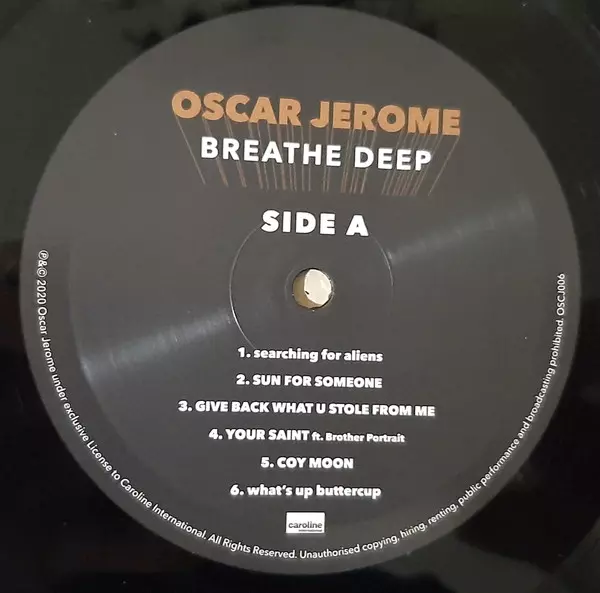 OSCAR JEROME
BREATHE DEEP
SIDE A
1. searching for aliens
2. SUN FOR SOMEONE
3. GIVE BACK WHAT U STOLE FROM ME
4. YOUR SAINT ft. Brother Portrait
5. COY MOON
6. what's up buttercup
caroline
℗&© 2020 Oscar Jerome under exclusive License to Caroline International. All Rights Reserved. Unauthorised copying, hiring, renting, public performance and broadcasting prohibited. OSCJ006